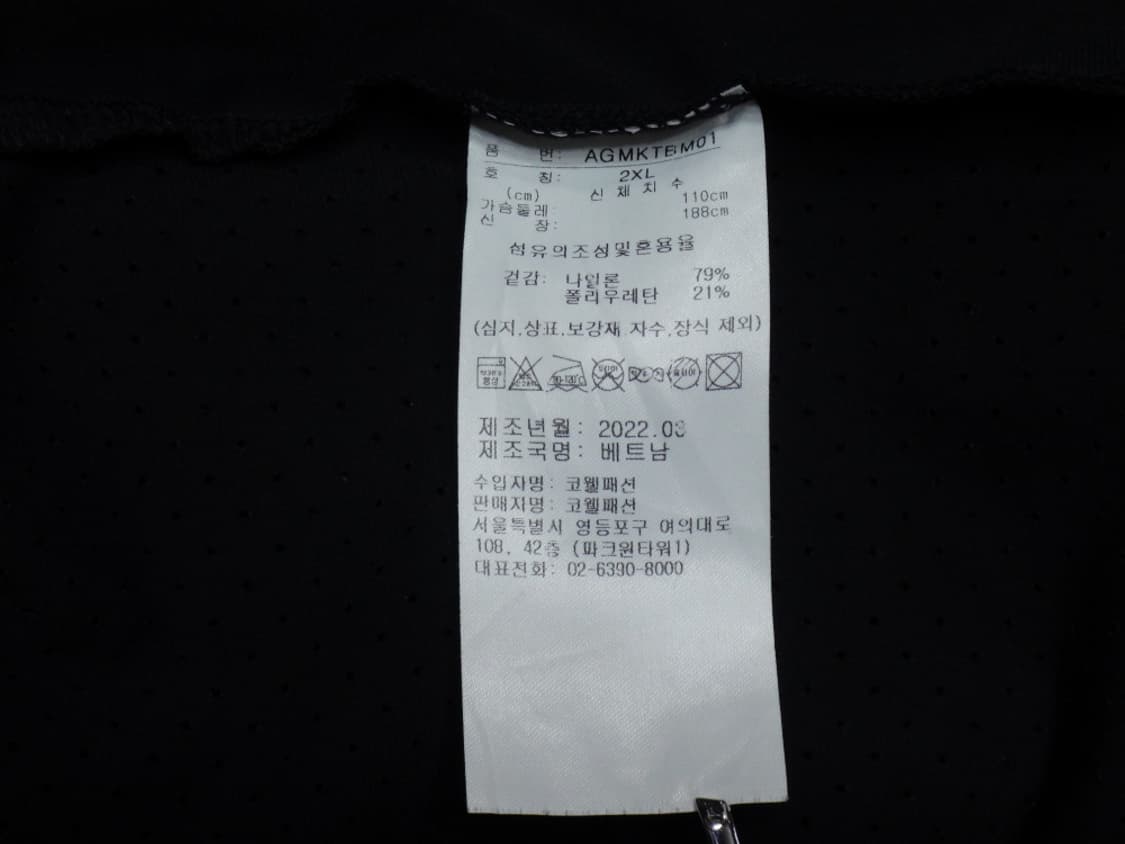 품 번: AGMKTBM01
호 칭: 2XL
(cm) 신 체 치 수
가슴둘레: 110cm
신 장: 188cm
섬유의조성및혼용율
겉감: 나일론 79%
폴리우레탄 21%
(심지,상표,보강재 자수,장식 제외)
제조년월: 2022.03
제조국명: 베트남
수입자명: 코웰패션
판매자명: 코웰패션
서울특별시 영등포구 여의대로
108, 42층 (파크원타워1)
대표전화: 02-6390-8000